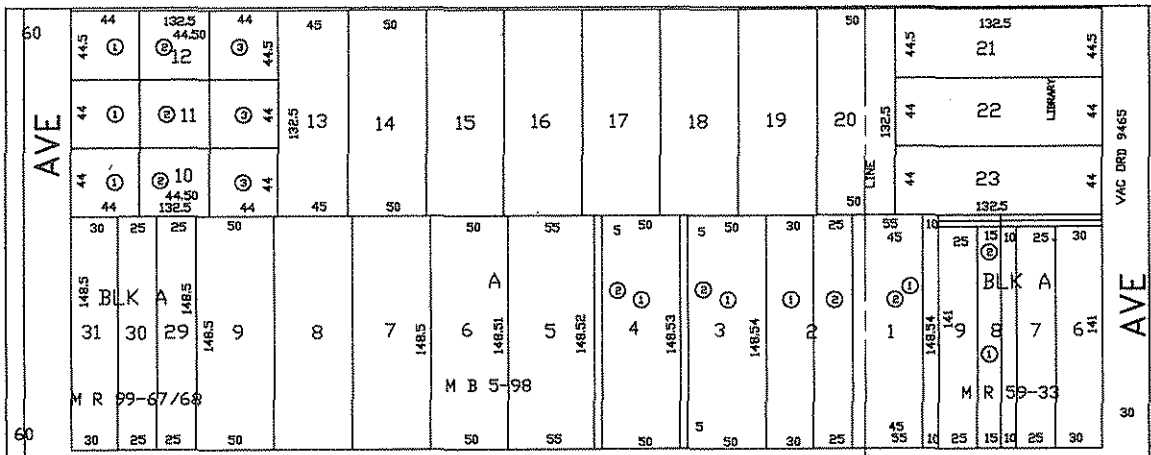 60 44 132.5 44 45 50 50 132.5
44.5 ① ② 44.50 12 ③ 44.5 44.5 21 44.5
44 ① ② 11 ③ 44 132.5 13 14 15 16 17 18 19 20 132.5 44 22 LIBRARY 44
44 ① ② 10 ③ 44 LINE 44 23 44
44.50
44 132.5 44 45 50 50 132.5
AVE
VAC ORD 9465
30 25 25 50 50 55 5 50 5 50 30 25 55 45 10 25 15 10 25 30
148.5 BLK A 148.5 A ② ① ② ① ① ② ② ① ② BLK A
31 30 29 148.5 9 8 7 148.5 6 148.51 5 148.52 4 148.53 3 148.54 2 1 148.54 141 9 8 7 6 141
①
M R 99-67/68 M B 5-98 M R 59-33
AVE
30
60 30 25 25 50 50 55 50 5 50 30 25 45 55 10 25 15 10 25 30